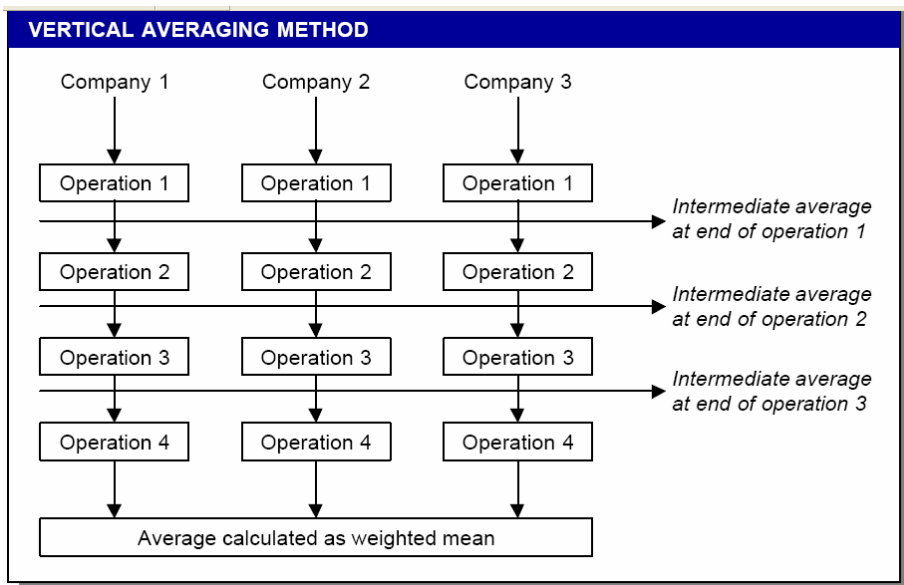 VERTICAL AVERAGING METHOD
Company 1 Company 2 Company 3
Operation 1 Operation 1 Operation 1
Intermediate average
at end of operation 1
Operation 2 Operation 2 Operation 2
Intermediate average
at end of operation 2
Operation 3 Operation 3 Operation 3
Intermediate average
at end of operation 3
Operation 4 Operation 4 Operation 4
Average calculated as weighted mean